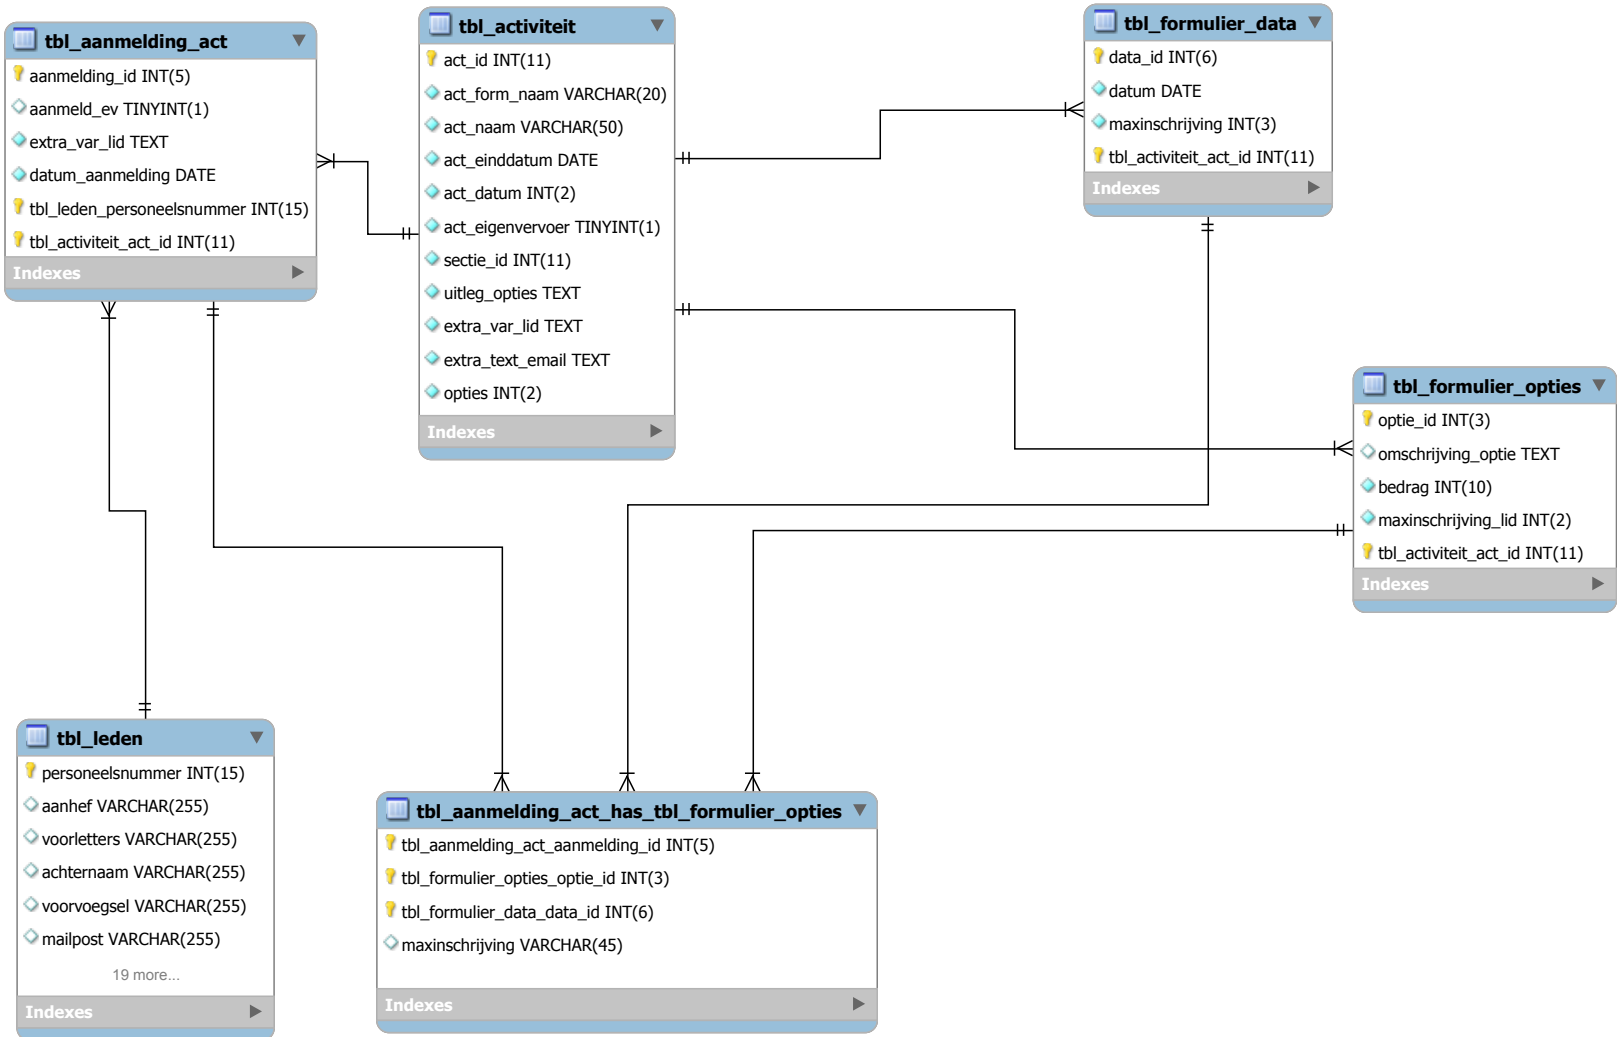 tbl_aanmelding_act
aanmelding_id INT(5)
aanmeld_ev TINYINT(1)
extra_var_lid TEXT
datum_aanmelding DATE
tbl_leden_personeelsnummer INT(15)
tbl_activiteit_act_id INT(11)
Indexes
tbl_activiteit
act_id INT(11)
act_form_naam VARCHAR(20)
act_naam VARCHAR(50)
act_einddatum DATE
act_datum INT(2)
act_eigenvervoer TINYINT(1)
sectie_id INT(11)
uitleg_opties TEXT
extra_var_lid TEXT
extra_text_email TEXT
opties INT(2)
Indexes
tbl_formulier_data
data_id INT(6)
datum DATE
maxinschrijving INT(3)
tbl_activiteit_act_id INT(11)
Indexes
tbl_formulier_opties
optie_id INT(3)
omschrijving_optie TEXT
bedrag INT(10)
maxinschrijving_lid INT(2)
tbl_activiteit_act_id INT(11)
Indexes
tbl_leden
personeelsnummer INT(15)
aanhef VARCHAR(255)
voorletters VARCHAR(255)
achternaam VARCHAR(255)
voorvoegsel VARCHAR(255)
mailpost VARCHAR(255)
19 more...
Indexes
tbl_aanmelding_act_has_tbl_formulier_opties
tbl_aanmelding_act_aanmelding_id INT(5)
tbl_formulier_opties_optie_id INT(3)
tbl_formulier_data_data_id INT(6)
maxinschrijving VARCHAR(45)
Indexes